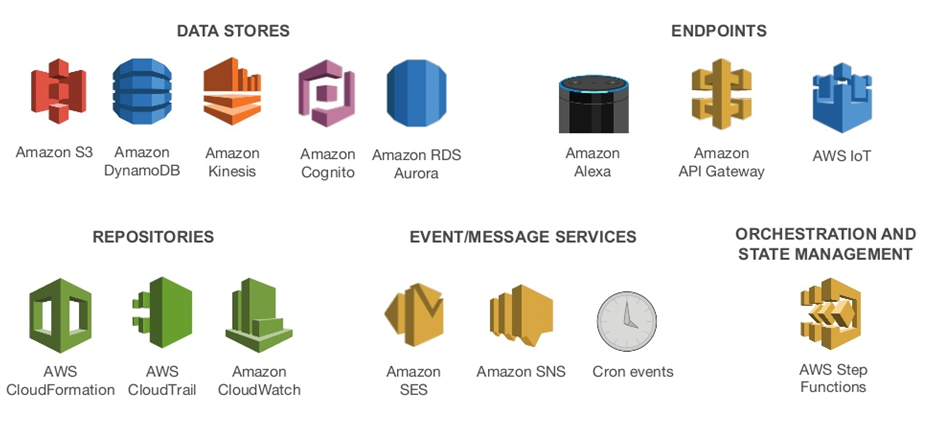 DATA STORES
ENDPOINTS
Amazon S3
Amazon
DynamoDB
Amazon
Kinesis
Amazon
Cognito
Amazon RDS
Aurora
Amazon
Alexa
Amazon
API Gateway
AWS IoT
REPOSITORIES
EVENT/MESSAGE SERVICES
ORCHESTRATION AND
STATE MANAGEMENT
AWS
CloudFormation
AWS
CloudTrail
Amazon
CloudWatch
Amazon
SES
Amazon SNS
Cron events
AWS Step
Functions